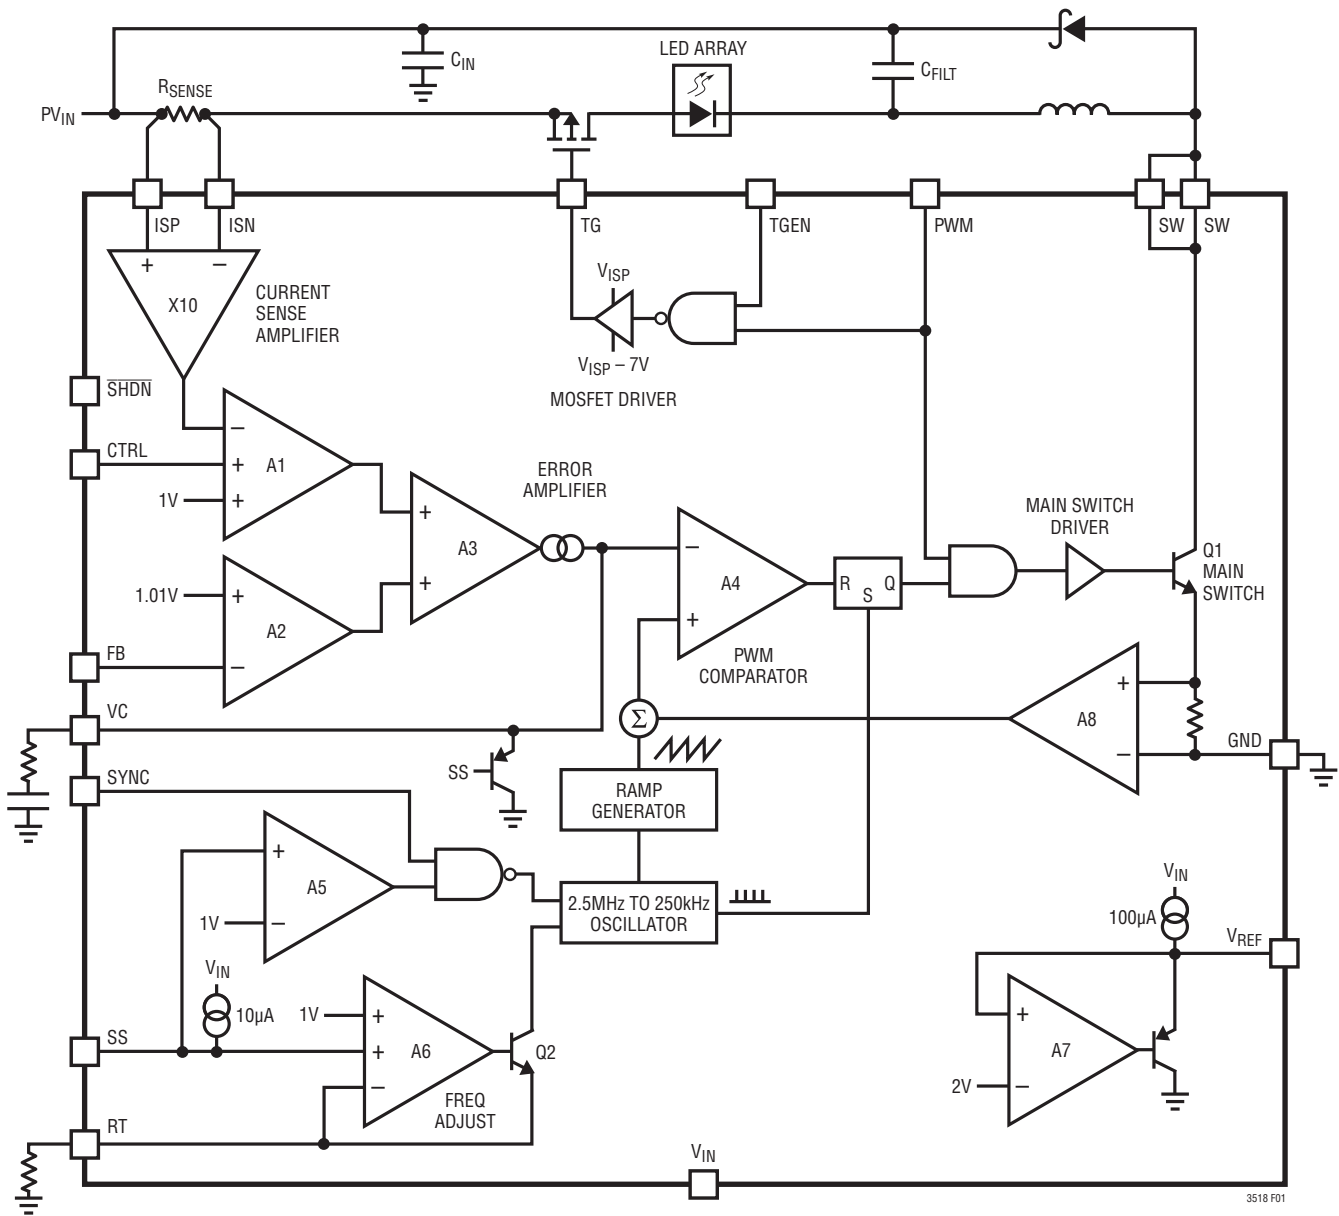 LED ARRAY
C_IN
C_FILT
R_SENSE
PV_IN
ISP
ISN
TG
TGEN
PWM
SW
SW
+
–
X10
CURRENT
SENSE
AMPLIFIER
V_ISP
V_ISP – 7V
MOSFET DRIVER
SHDN
CTRL
1V
–
+
+
A1
ERROR
AMPLIFIER
+
+
A3
1.01V
+
–
A2
FB
–
+
A4
PWM
COMPARATOR
R
S
Q
MAIN SWITCH
DRIVER
Q1
MAIN
SWITCH
VC
SS
Σ
+
–
A8
GND
SYNC
RAMP
GENERATOR
+
–
A5
1V
2.5MHz TO 250kHz
OSCILLATOR
V_IN
10µA
V_IN
100µA
V_REF
SS
1V
+
+
–
A6
Q2
FREQ
ADJUST
+
–
A7
2V
RT
V_IN
3518 F01